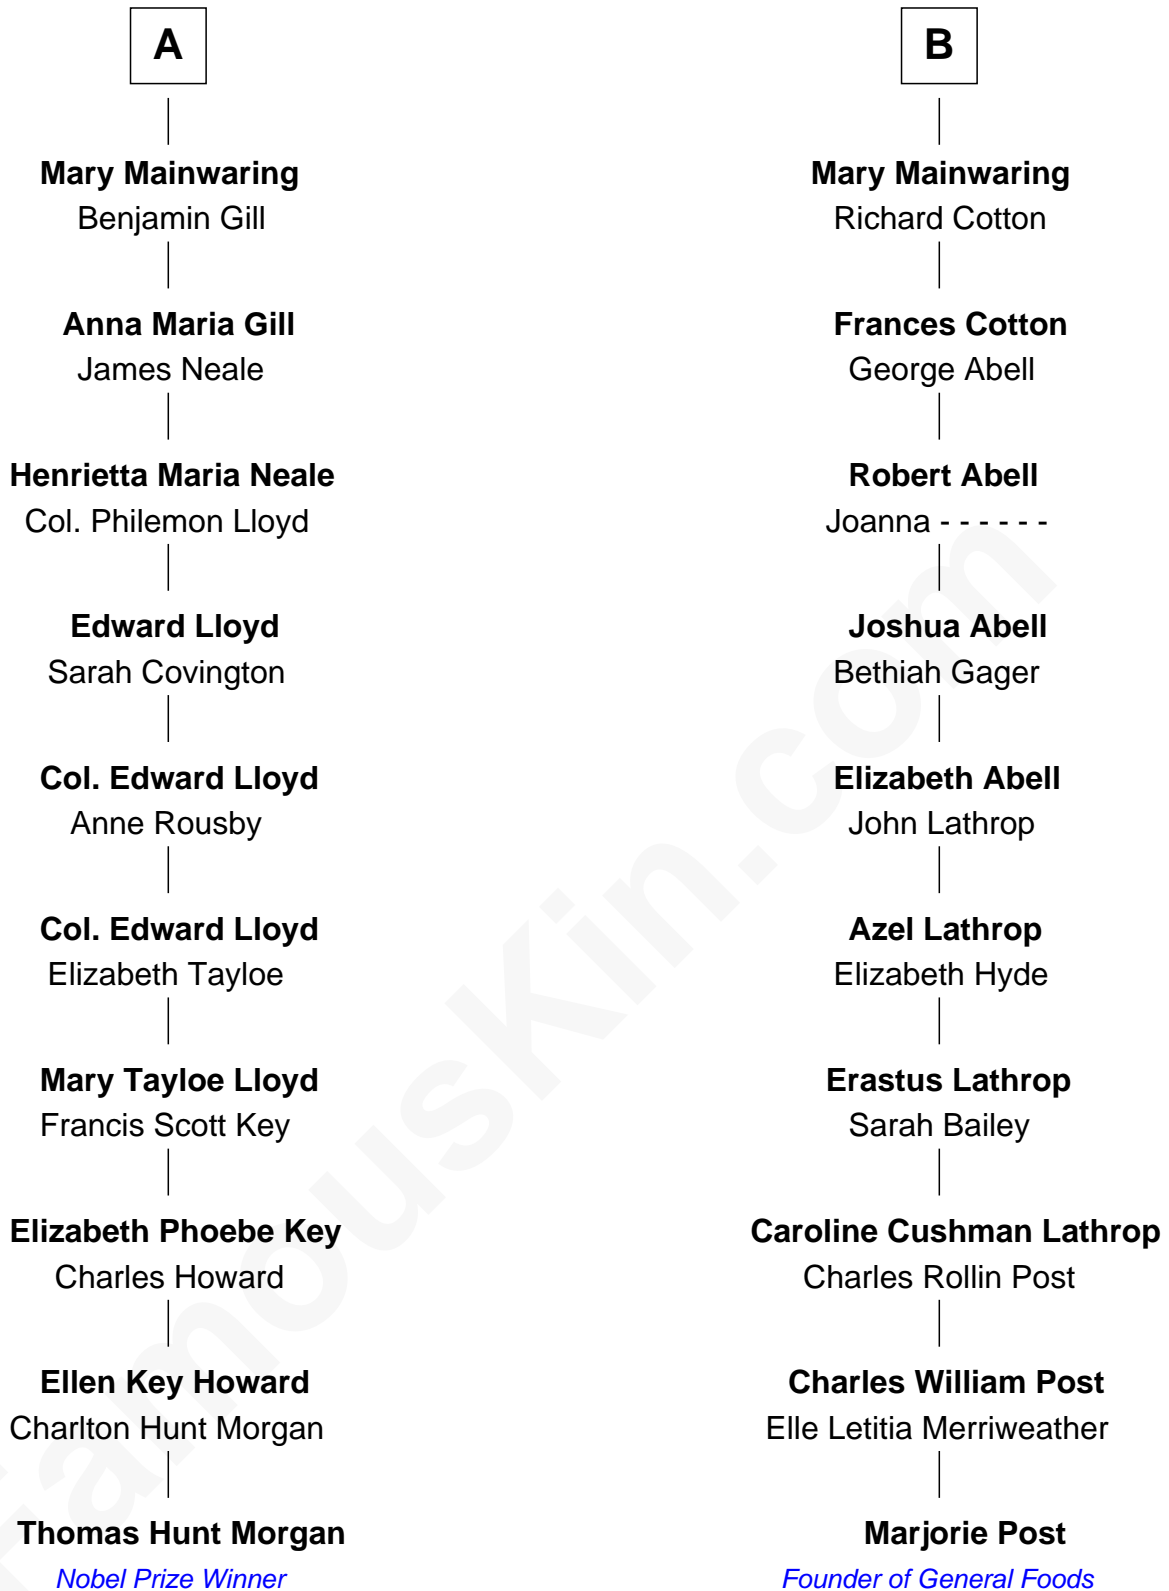 A
Mary Mainwaring
Benjamin Gill
Anna Maria Gill
James Neale
Henrietta Maria Neale
Col. Philemon Lloyd
Edward Lloyd
Sarah Covington
Col. Edward Lloyd
Anne Rousby
Col. Edward Lloyd
Elizabeth Tayloe
Mary Tayloe Lloyd
Francis Scott Key
Elizabeth Phoebe Key
Charles Howard
Ellen Key Howard
Charlton Hunt Morgan
Thomas Hunt Morgan
Nobel Prize Winner
B
Mary Mainwaring
Richard Cotton
Frances Cotton
George Abell
Robert Abell
Joanna - - - - - -
Joshua Abell
Bethiah Gager
Elizabeth Abell
John Lathrop
Azel Lathrop
Elizabeth Hyde
Erastus Lathrop
Sarah Bailey
Caroline Cushman Lathrop
Charles Rollin Post
Charles William Post
Elle Letitia Merriweather
Marjorie Post
Founder of General Foods
FamousKin.com